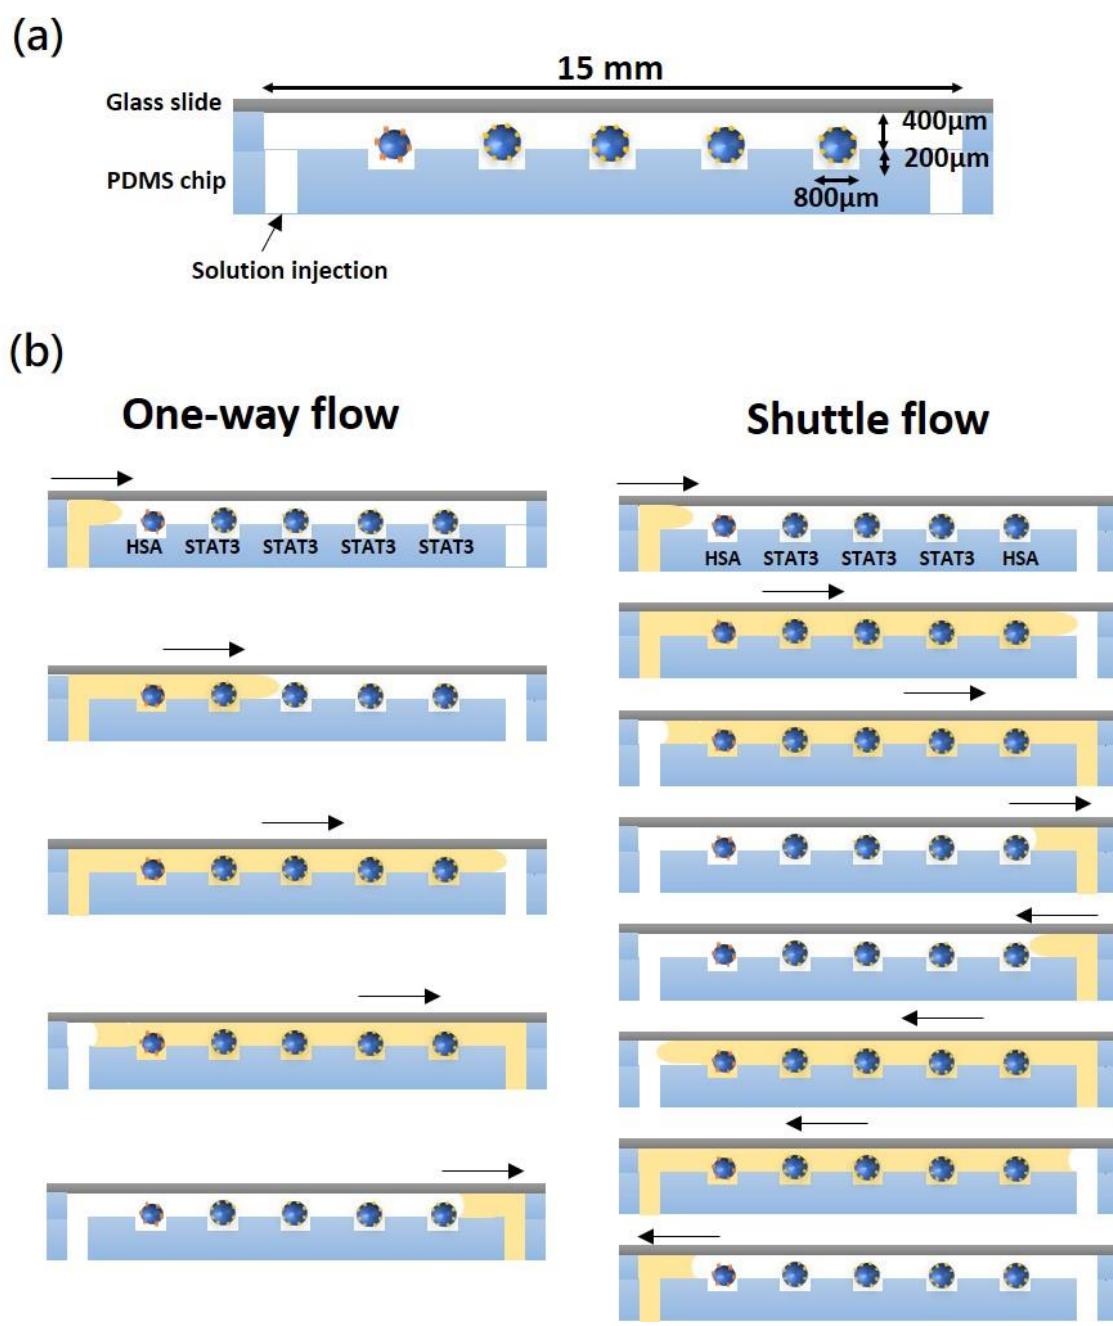 (a)
15 mm
Glass slide
400μm
PDMS chip
200μm
800μm
Solution injection
(b)
One-way flow
Shuttle flow
HSA STAT3 STAT3 STAT3 STAT3
HSA STAT3 STAT3 STAT3 HSA